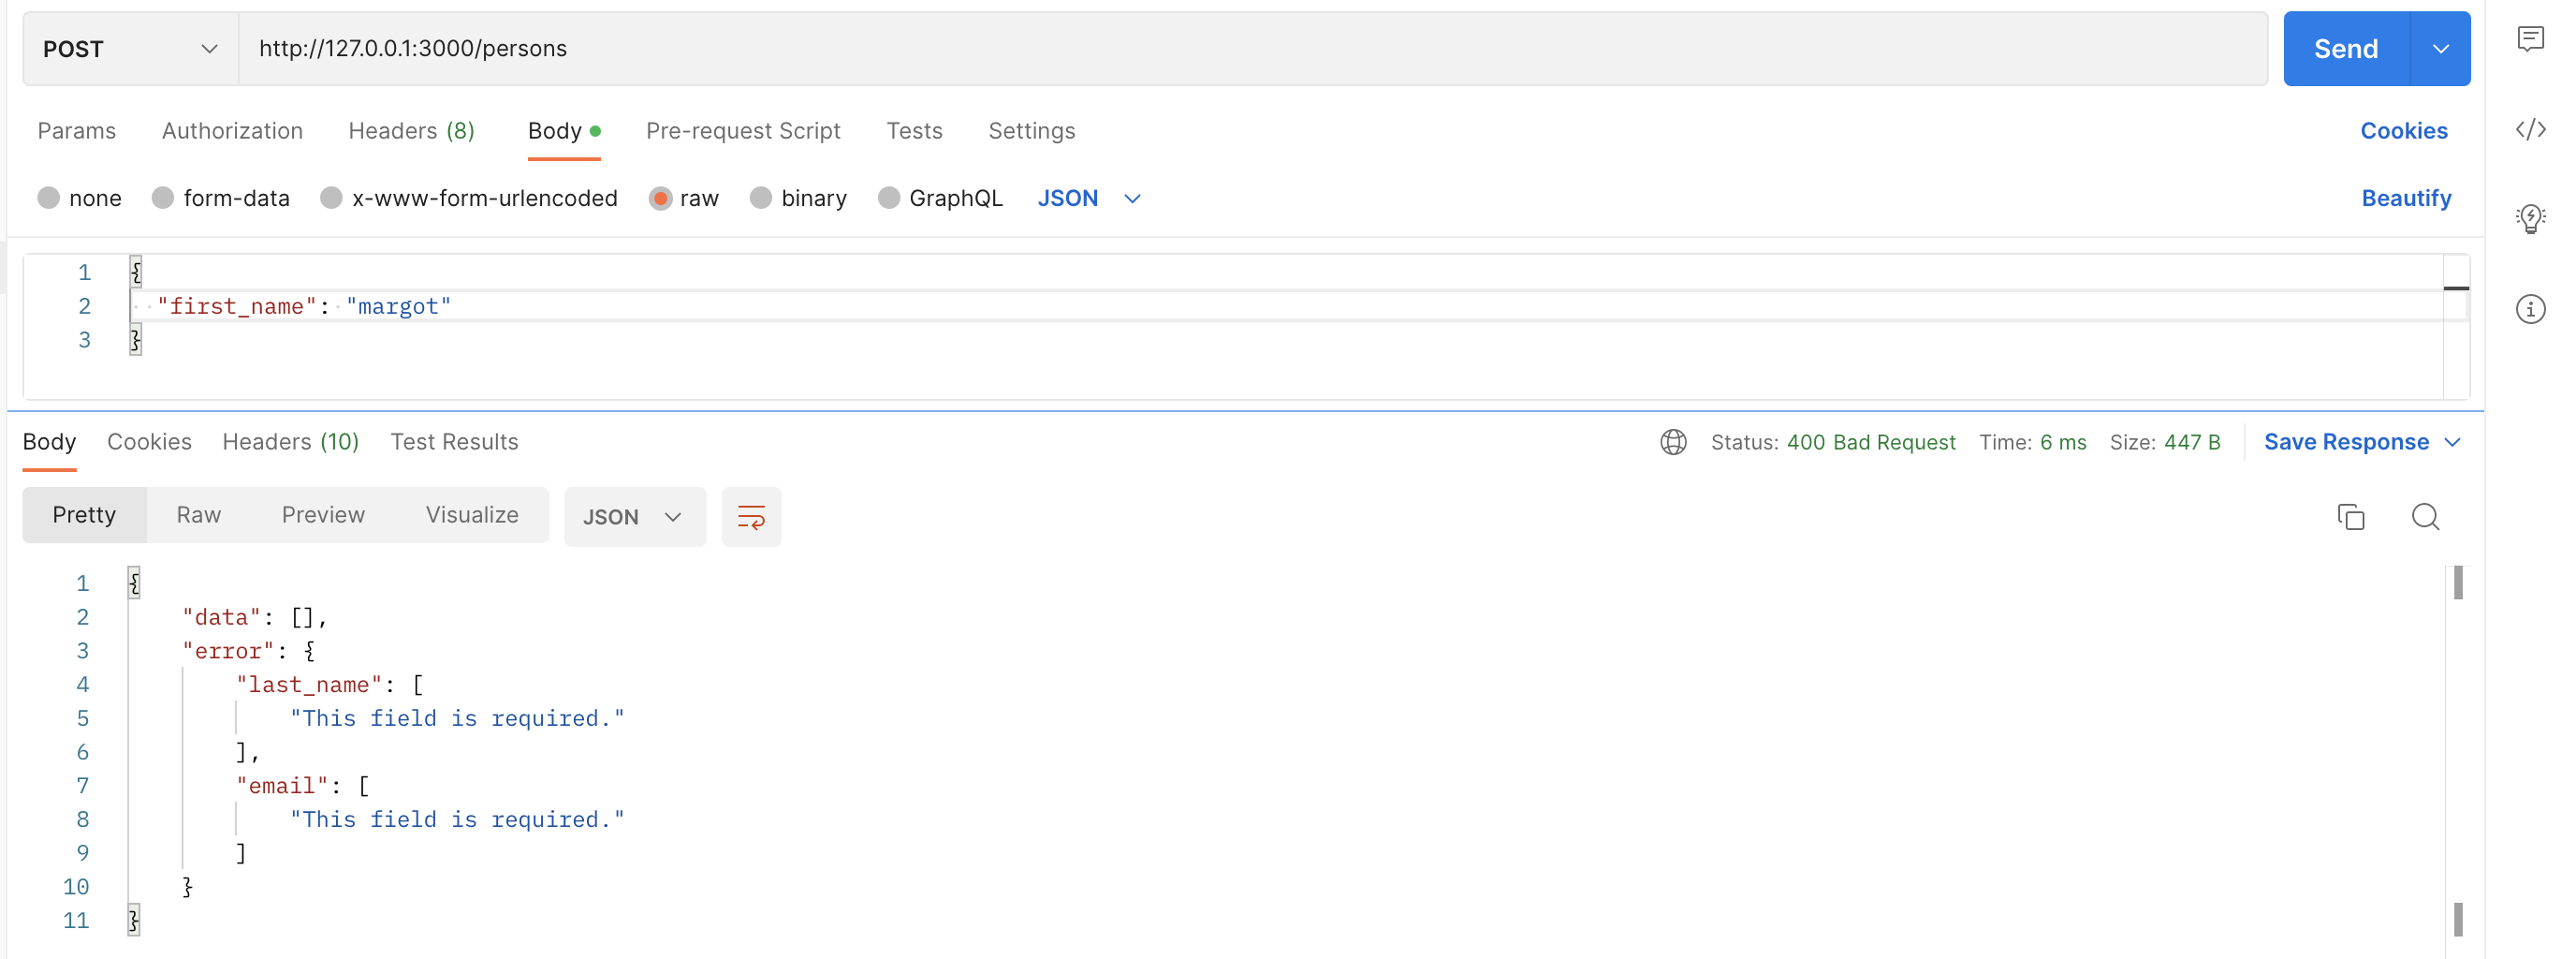 POST http://127.0.0.1:3000/persons Send
Params Authorization Headers (8) Body Pre-request Script Tests Settings Cookies
none form-data x-www-form-urlencoded raw binary GraphQL JSON Beautify
1 {
2 "first_name": "margot"
3 }
Body Cookies Headers (10) Test Results Status: 400 Bad Request Time: 6 ms Size: 447 B Save Response
Pretty Raw Preview Visualize JSON
1 {
2 "data": [],
3 "error": {
4 "last_name": [
5 "This field is required."
6 ],
7 "email": [
8 "This field is required."
9 ]
10 }
11 }